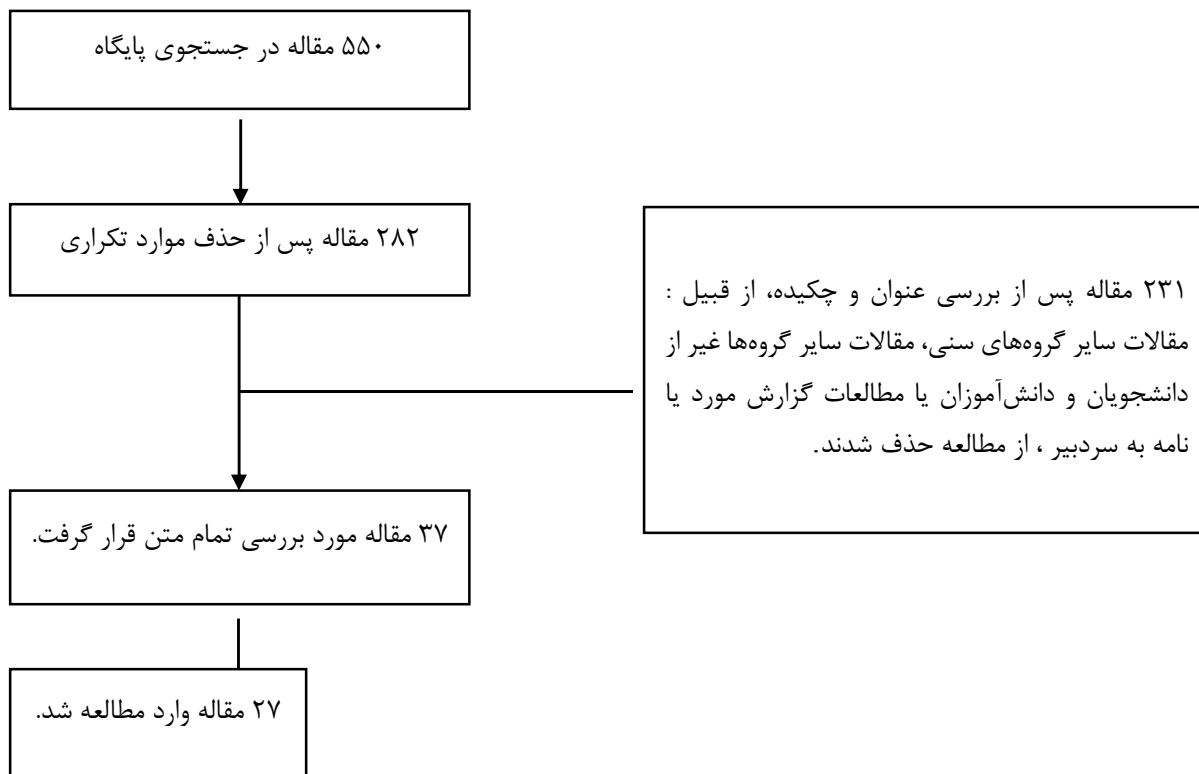 ۵۵۰ مقاله در جستجوی پایگاه
۲۸۲ مقاله پس از حذف موارد تکراری
۲۳۱ مقاله پس از بررسی عنوان و چکیده، از قبیل :
مقالات سایر گروه‌های سنی، مقالات سایر گروه‌ها غیر از
دانشجویان و دانش‌آموزان یا مطالعات گزارش مورد یا
نامه به سردبیر ، از مطالعه حذف شدند.
۳۷ مقاله مورد بررسی تمام متن قرار گرفت.
۲۷ مقاله وارد مطالعه شد.